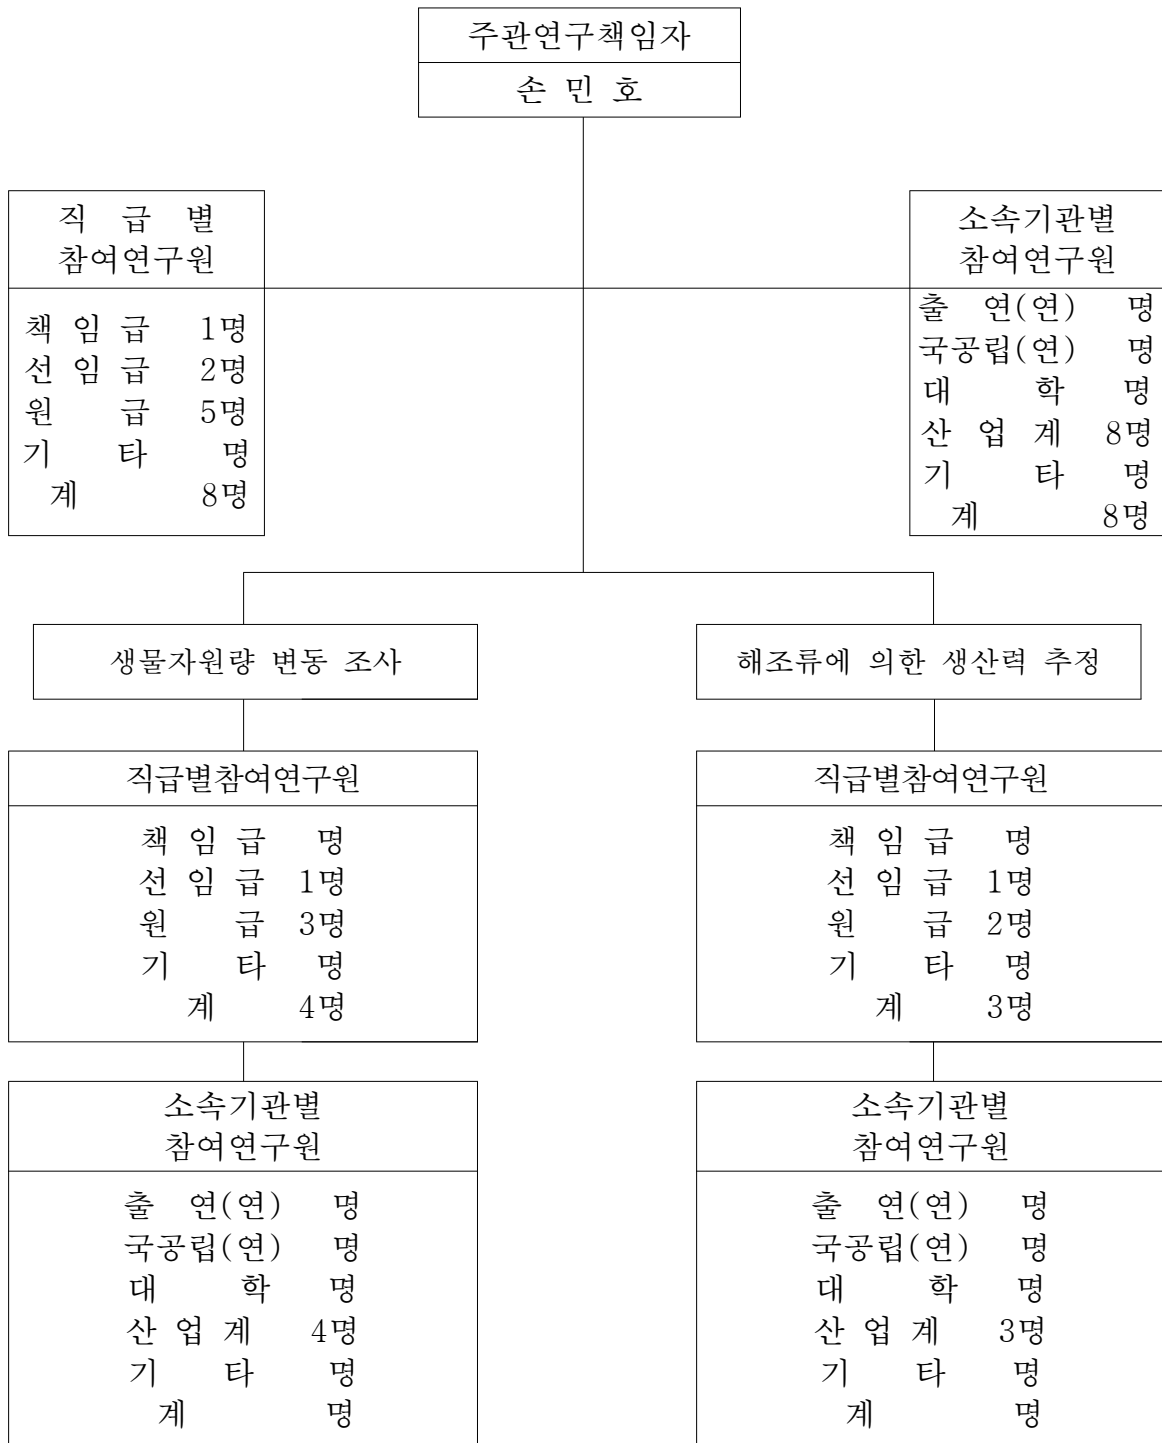 주관연구책임자
손 민 호
직 급 별
참여연구원
책 임 급 1명
선 임 급 2명
원 급 5명
기 타 명
계 8명
소속기관별
참여연구원
출 연(연) 명
국공립(연) 명
대 학 명
산 업 계 8명
기 타 명
계 8명
생물자원량 변동 조사
직급별참여연구원
책 임 급 명
선 임 급 1명
원 급 3명
기 타 명
계 4명
소속기관별
참여연구원
출 연(연) 명
국공립(연) 명
대 학 명
산 업 계 4명
기 타 명
계 명
해조류에 의한 생산력 추정
직급별참여연구원
책 임 급 명
선 임 급 1명
원 급 2명
기 타 명
계 3명
소속기관별
참여연구원
출 연(연) 명
국공립(연) 명
대 학 명
산 업 계 3명
기 타 명
계 명